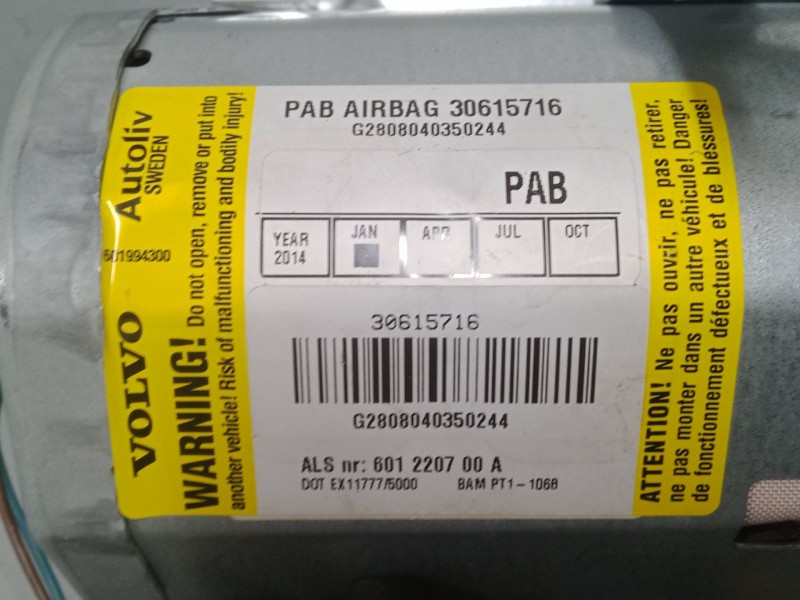 Autoliv
SWEDEN
601994300
VOLVO
WARNING! Do not open, remove or put into
another vehicle! Risk of malfunctioning and bodily injury!
PAB AIRBAG 30615716
G2808040350244
PAB
YEAR
2014
JAN
APR
JUL
OCT
30615716
G2808040350244
ALS nr: 601 2207 00 A
DOT EX11777/5000 BAM PT1-1068
ATTENTION! Ne pas ouvrir, ne pas retirer,
ne pas monter dans un autre véhicule! Danger
de fonctionnement défectueux et de blessures!